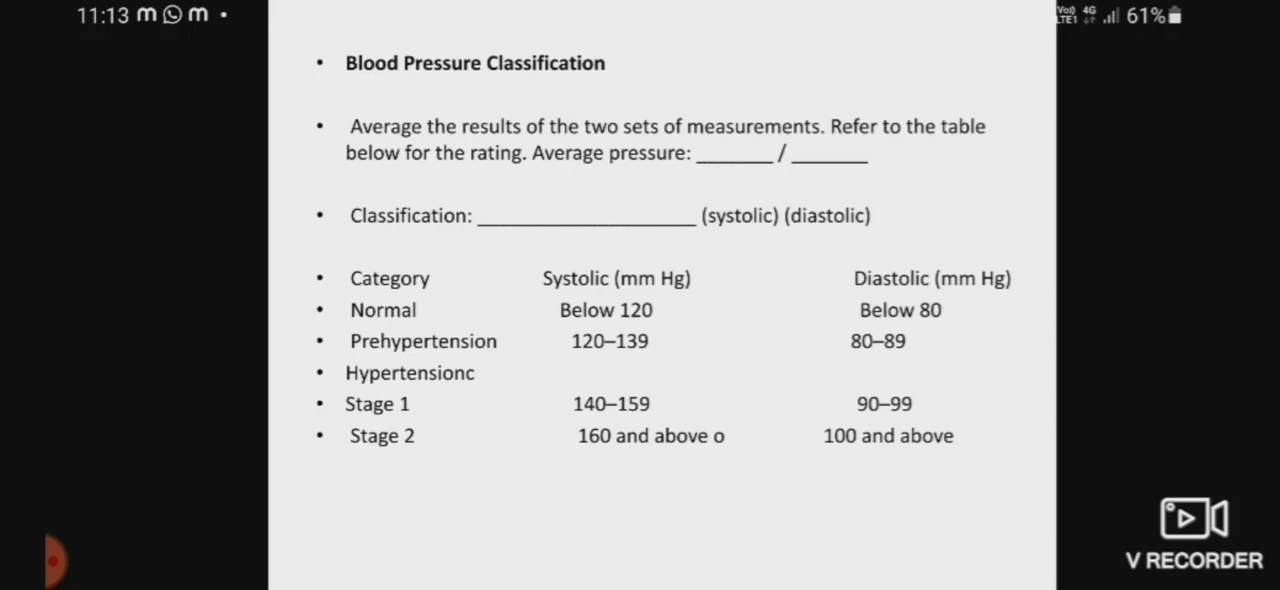 11:13 m m •
Vo)) 4G
LTE1 61%
• Blood Pressure Classification
• Average the results of the two sets of measurements. Refer to the table
below for the rating. Average pressure: _______ / _______
• Classification: ____________________ (systolic) (diastolic)
• Category Systolic (mm Hg) Diastolic (mm Hg)
• Normal Below 120 Below 80
• Prehypertension 120–139 80–89
• Hypertensionc
• Stage 1 140–159 90–99
• Stage 2 160 and above o 100 and above
V RECORDER